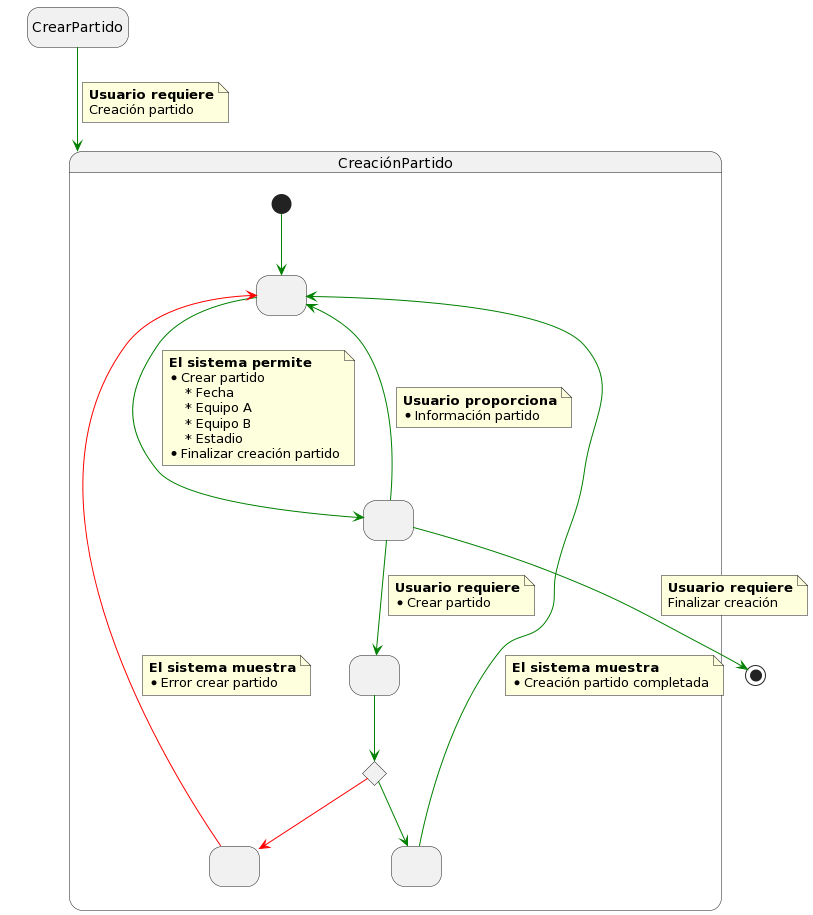 CrearPartido
Usuario requiere
Creación partido
CreaciónPartido
El sistema permite
• Crear partido
* Fecha
* Equipo A
* Equipo B
* Estadio
• Finalizar creación partido
Usuario proporciona
• Información partido
Usuario requiere
• Crear partido
Usuario requiere
Finalizar creación
El sistema muestra
• Error crear partido
El sistema muestra
• Creación partido completada